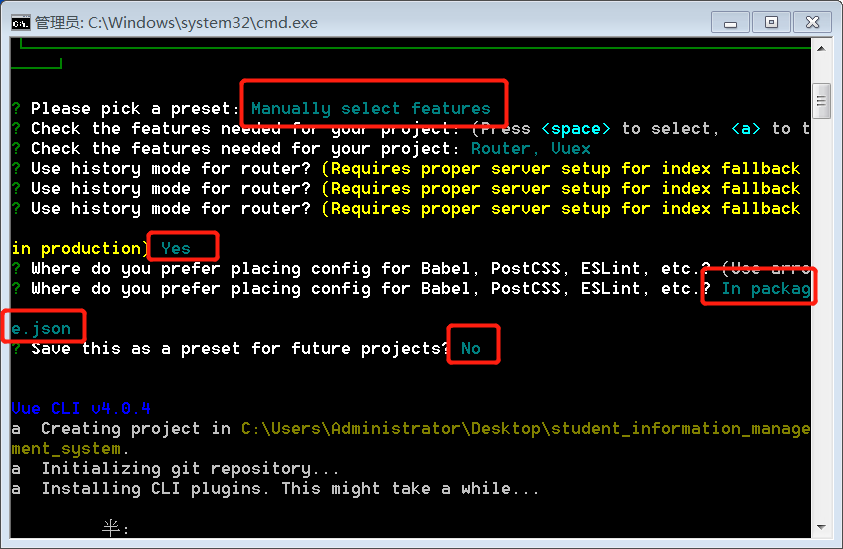 管理员: C:\Windows\system32\cmd.exe
? Please pick a preset: Manually select features
? Check the features needed for your project: (Press <space> to select, <a> to t
? Check the features needed for your project: Router, Vuex
? Use history mode for router? (Requires proper server setup for index fallback
? Use history mode for router? (Requires proper server setup for index fallback
? Use history mode for router? (Requires proper server setup for index fallback
in production) Yes
? Where do you prefer placing config for Babel, PostCSS, ESLint, etc.? (Use arro
? Where do you prefer placing config for Babel, PostCSS, ESLint, etc.? In packag
e.json
? Save this as a preset for future projects? No
Vue CLI v4.0.4
a  Creating project in C:\Users\Administrator\Desktop\student_information_manage
ment_system.
a  Initializing git repository...
a  Installing CLI plugins. This might take a while...
半: